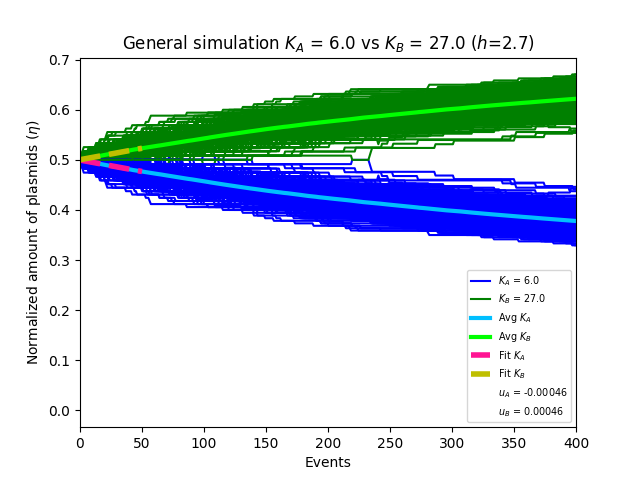 General simulation K_A = 6.0 vs K_B = 27.0 (h=2.7)
Normalized amount of plasmids (η)
0.7
0.6
0.5
0.4
0.3
0.2
0.1
0.0
K_A = 6.0
K_B = 27.0
Avg K_A
Avg K_B
Fit K_A
Fit K_B
u_A = -0.00046
u_B = 0.00046
0 50 100 150 200 250 300 350 400
Events